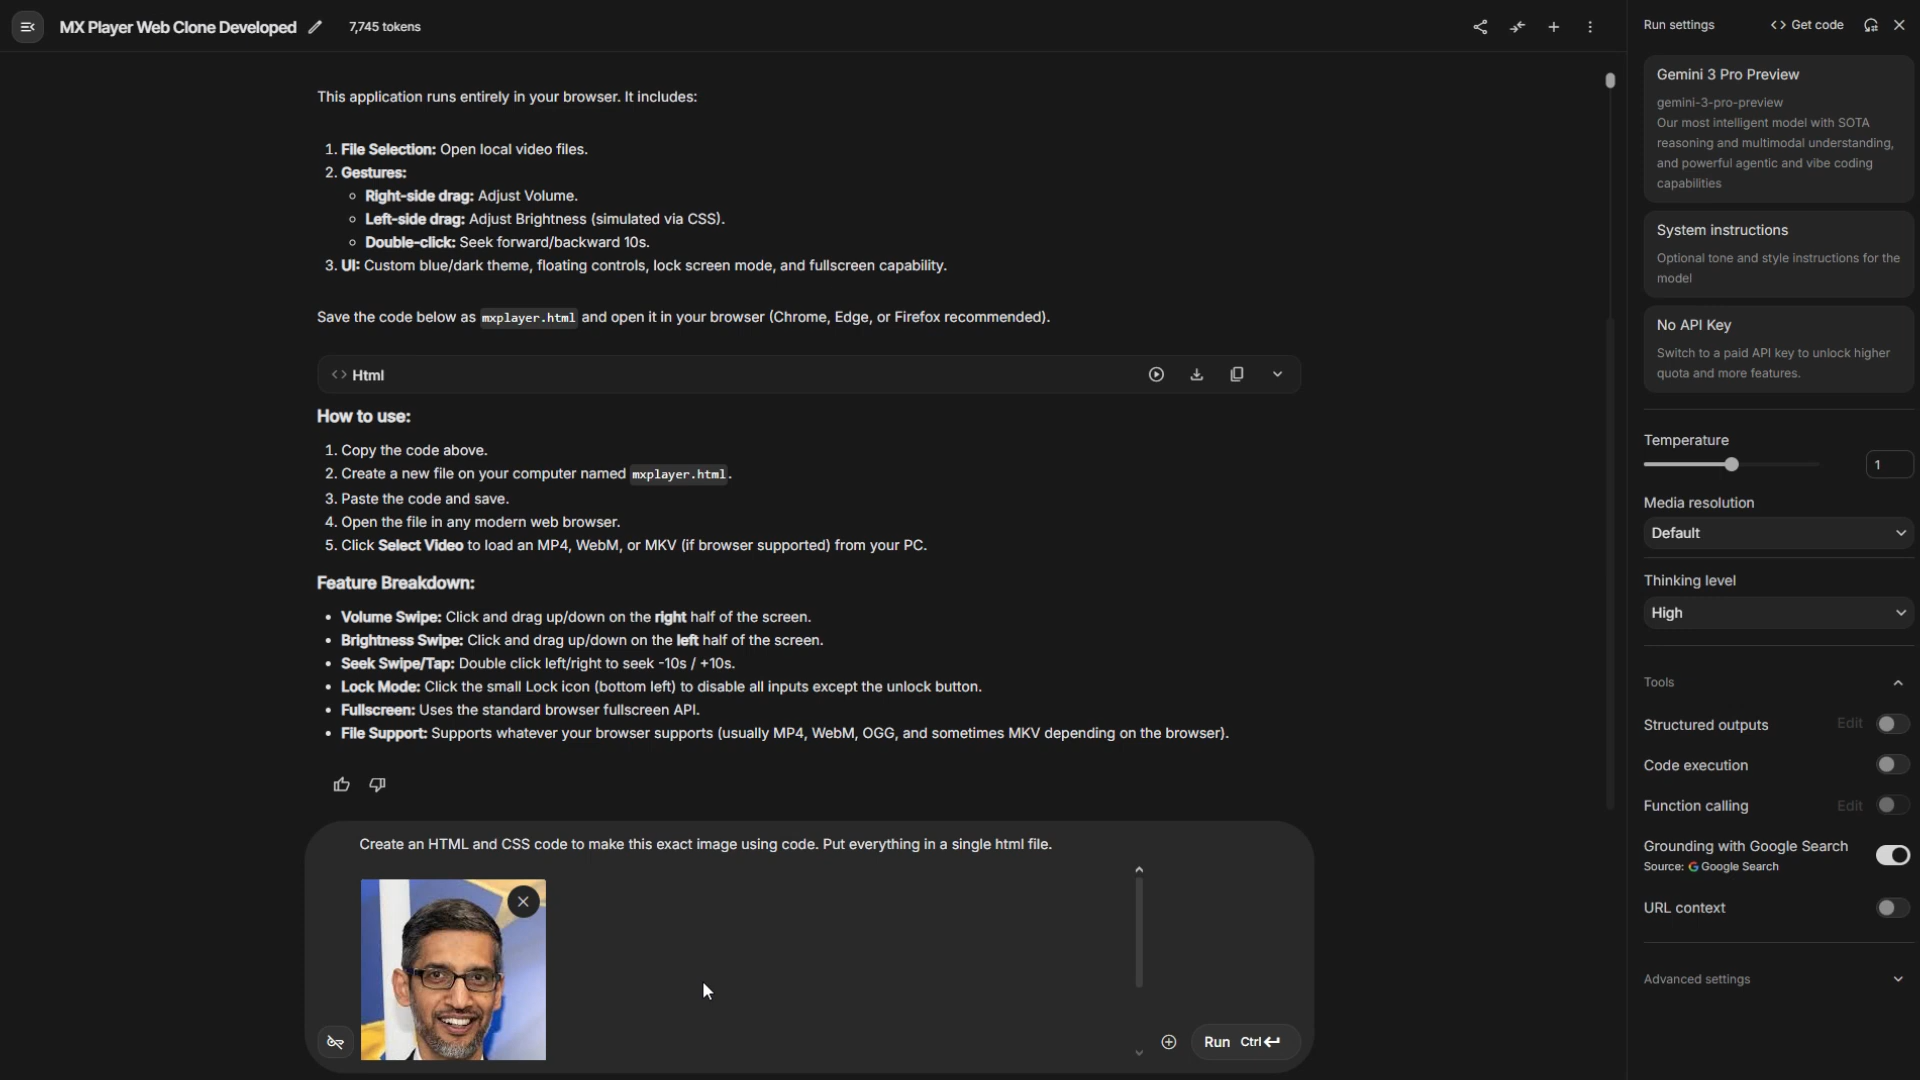 MX Player Web Clone Developed
7,745 tokens
This application runs entirely in your browser. It includes:
1. File Selection: Open local video files.
2. Gestures:
Right-side drag: Adjust Volume.
Left-side drag: Adjust Brightness (simulated via CSS).
Double-click: Seek forward/backward 10s.
3. UI: Custom blue/dark theme, floating controls, lock screen mode, and fullscreen capability.
Save the code below as mxplayer.html and open it in your browser (Chrome, Edge, or Firefox recommended).
<> Html
How to use:
1. Copy the code above.
2. Create a new file on your computer named mxplayer.html.
3. Paste the code and save.
4. Open the file in any modern web browser.
5. Click Select Video to load an MP4, WebM, or MKV (if browser supported) from your PC.
Feature Breakdown:
• Volume Swipe: Click and drag up/down on the right half of the screen.
• Brightness Swipe: Click and drag up/down on the left half of the screen.
• Seek Swipe/Tap: Double click left/right to seek -10s / +10s.
• Lock Mode: Click the small Lock icon (bottom left) to disable all inputs except the unlock button.
• Fullscreen: Uses the standard browser fullscreen API.
• File Support: Supports whatever your browser supports (usually MP4, WebM, OGG, and sometimes MKV depending on the browser).
Create an HTML and CSS code to make this exact image using code. Put everything in a single html file.
Run Ctrl
Run settings
<> Get code
Gemini 3 Pro Preview
gemini-3-pro-preview
Our most intelligent model with SOTA
reasoning and multimodal understanding,
and powerful agentic and vibe coding
capabilities
System instructions
Optional tone and style instructions for the
model
No API Key
Switch to a paid API key to unlock higher
quota and more features.
Temperature
1
Media resolution
Default
Thinking level
High
Tools
Structured outputs
Edit
Code execution
Function calling
Edit
Grounding with Google Search
Source: Google Search
URL context
Advanced settings